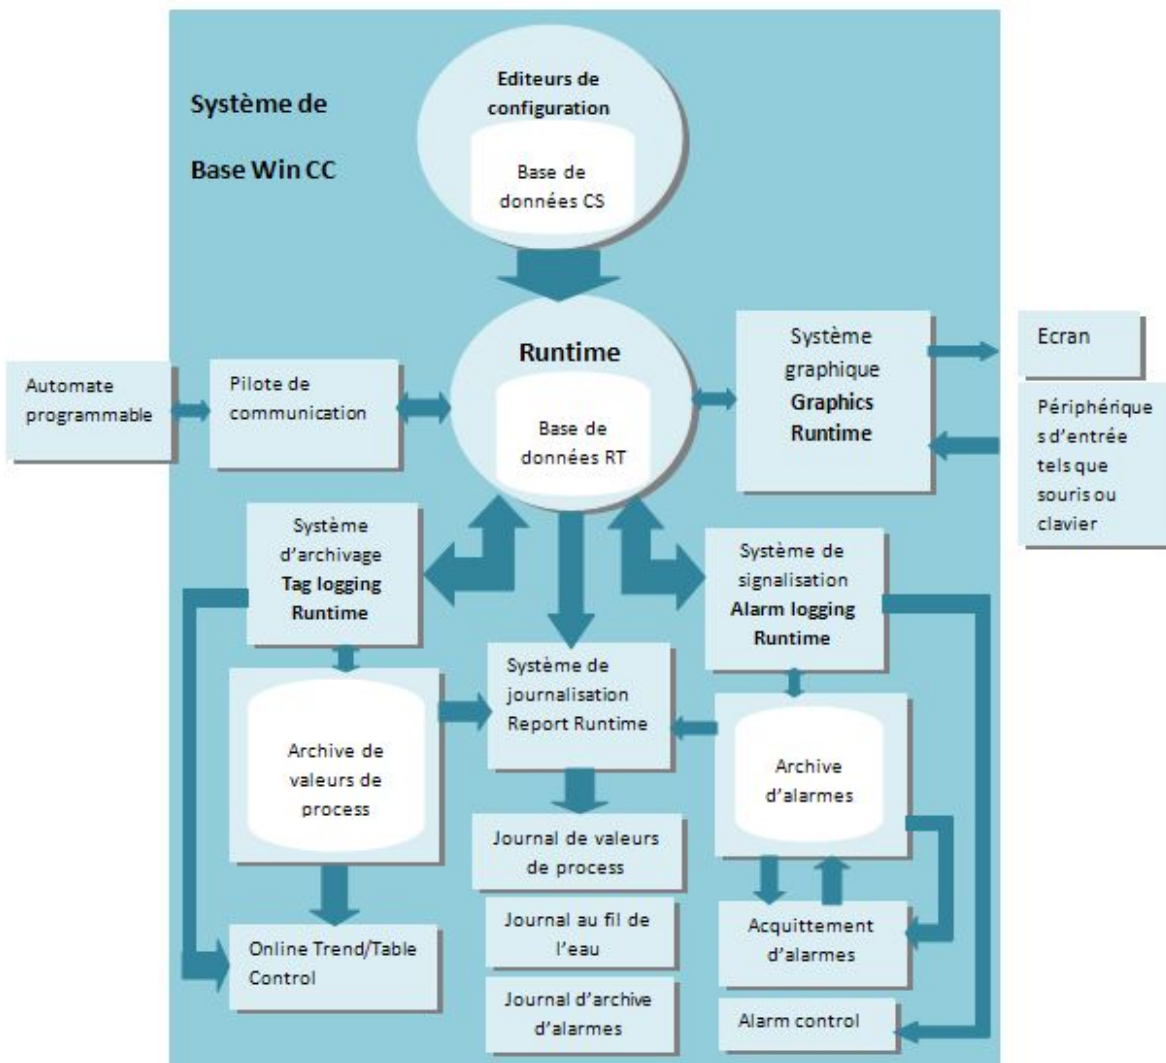 Système de
Base Win CC
Editeurs de
configuration
Base de
données CS
Runtime
Base de
données RT
Automate
programmable
Pilote de
communication
Système
graphique
Graphics
Runtime
Ecran
Périphérique
s d'entrée
tels que
souris ou
clavier
Système
d'archivage
Tag logging
Runtime
Système de
signalisation
Alarm logging
Runtime
Système de
journalisation
Report Runtime
Archive de
valeurs de
process
Archive
d'alarmes
Journal de valeurs
de process
Journal au fil de
l'eau
Journal d'archive
d'alarmes
Online Trend/Table
Control
Acquittement
d'alarmes
Alarm control